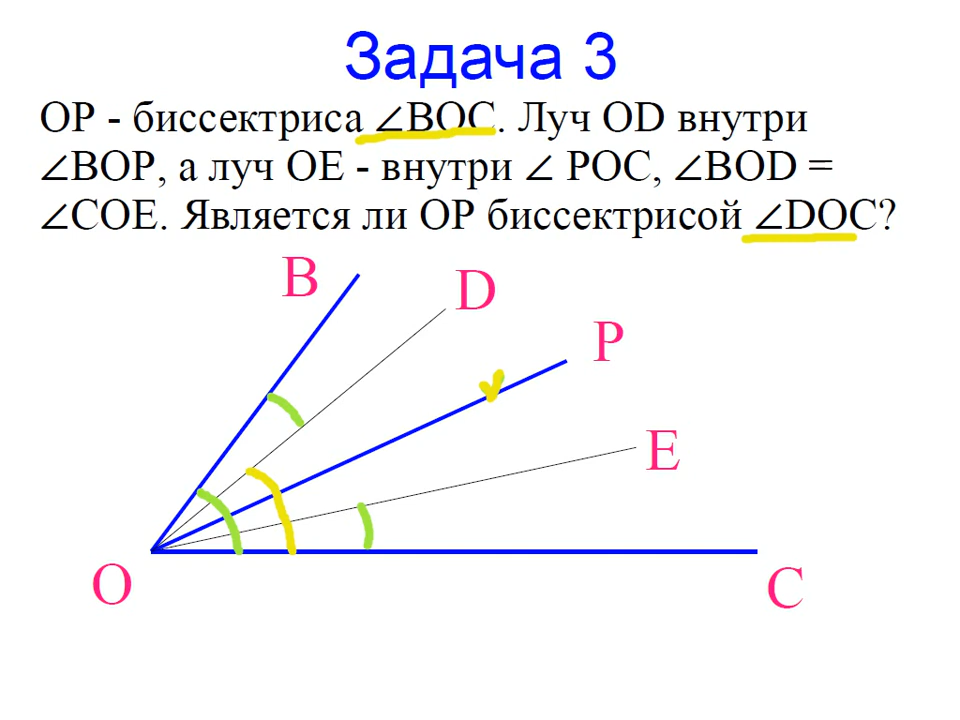 Задача 3
OP - биссектриса ∠BOC. Луч OD внутри
∠BOP, а луч OE - внутри ∠ POC, ∠BOD =
∠COE. Является ли OP биссектрисой ∠DOC?
B
D
P
E
O
C